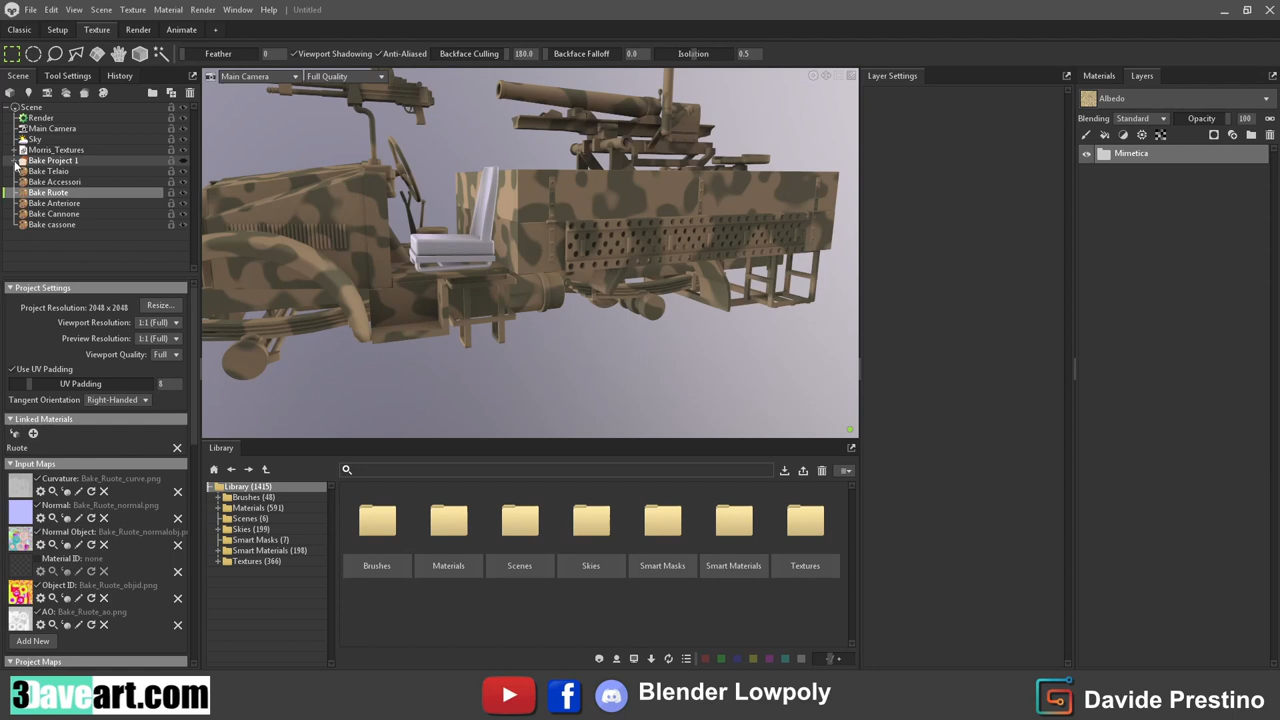 File Edit View Scene Texture Material Render Window Help Untitled
Classic Setup Texture Render Animate +
Feather 0 Viewport Shadowing Anti-Aliased Backface Culling 180.0 Backface Falloff 0.0 Isolation 0.5
Scene Tool Settings History
Main Camera Full Quality
Layer Settings
Materials Layers
Scene
Render
Main Camera
Sky
Morris_Textures
Bake Project 1
Bake Telaio
Bake Accessori
Bake Ruote
Bake Anteriore
Bake Cannone
Bake cassone
Albedo
Blending Standard Opacity 100
Mimetica
Project Settings
Project Resolution: 2048 x 2048 Resize...
Viewport Resolution: 1:1 (Full)
Preview Resolution: 1:1 (Full)
Viewport Quality: Full
Use UV Padding
UV Padding 8
Tangent Orientation Right-Handed
Linked Materials
Ruote
Input Maps
Curvature: Bake_Ruote_curve.png
Normal: Bake_Ruote_normal.png
Normal Object: Bake_Ruote_normalobj.pn
Material ID: none
Object ID: Bake_Ruote_objid.png
AO: Bake_Ruote_ao.png
Add New
Project Maps
Library
Library (1415)
Brushes (48)
Materials (591)
Scenes (6)
Skies (199)
Smart Masks (7)
Smart Materials (198)
Textures (366)
Brushes Materials Scenes Skies Smart Masks Smart Materials Textures
3Daveart.com
Blender Lowpoly
Davide Prestino